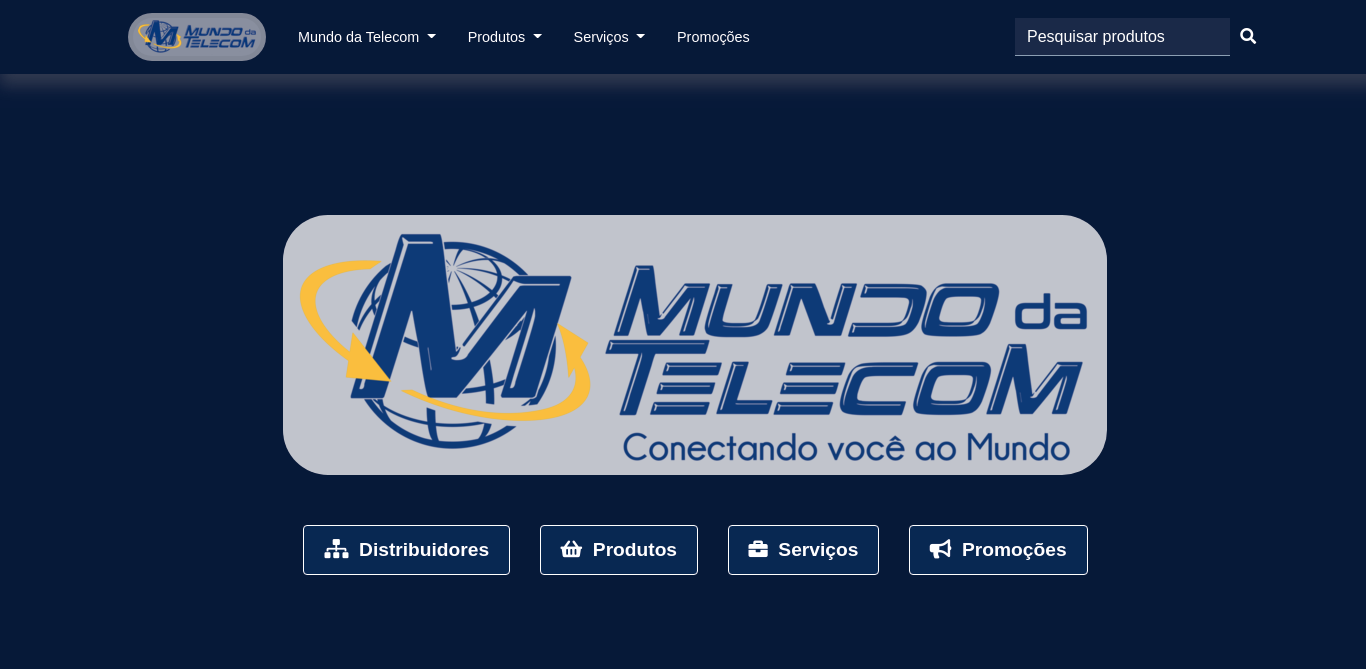 MUNDO da
TELECOM
Mundo da Telecom
Produtos
Serviços
Promoções
Pesquisar produtos
MUNDO da
TELECOM
Conectando você ao Mundo
Distribuidores
Produtos
Serviços
Promoções